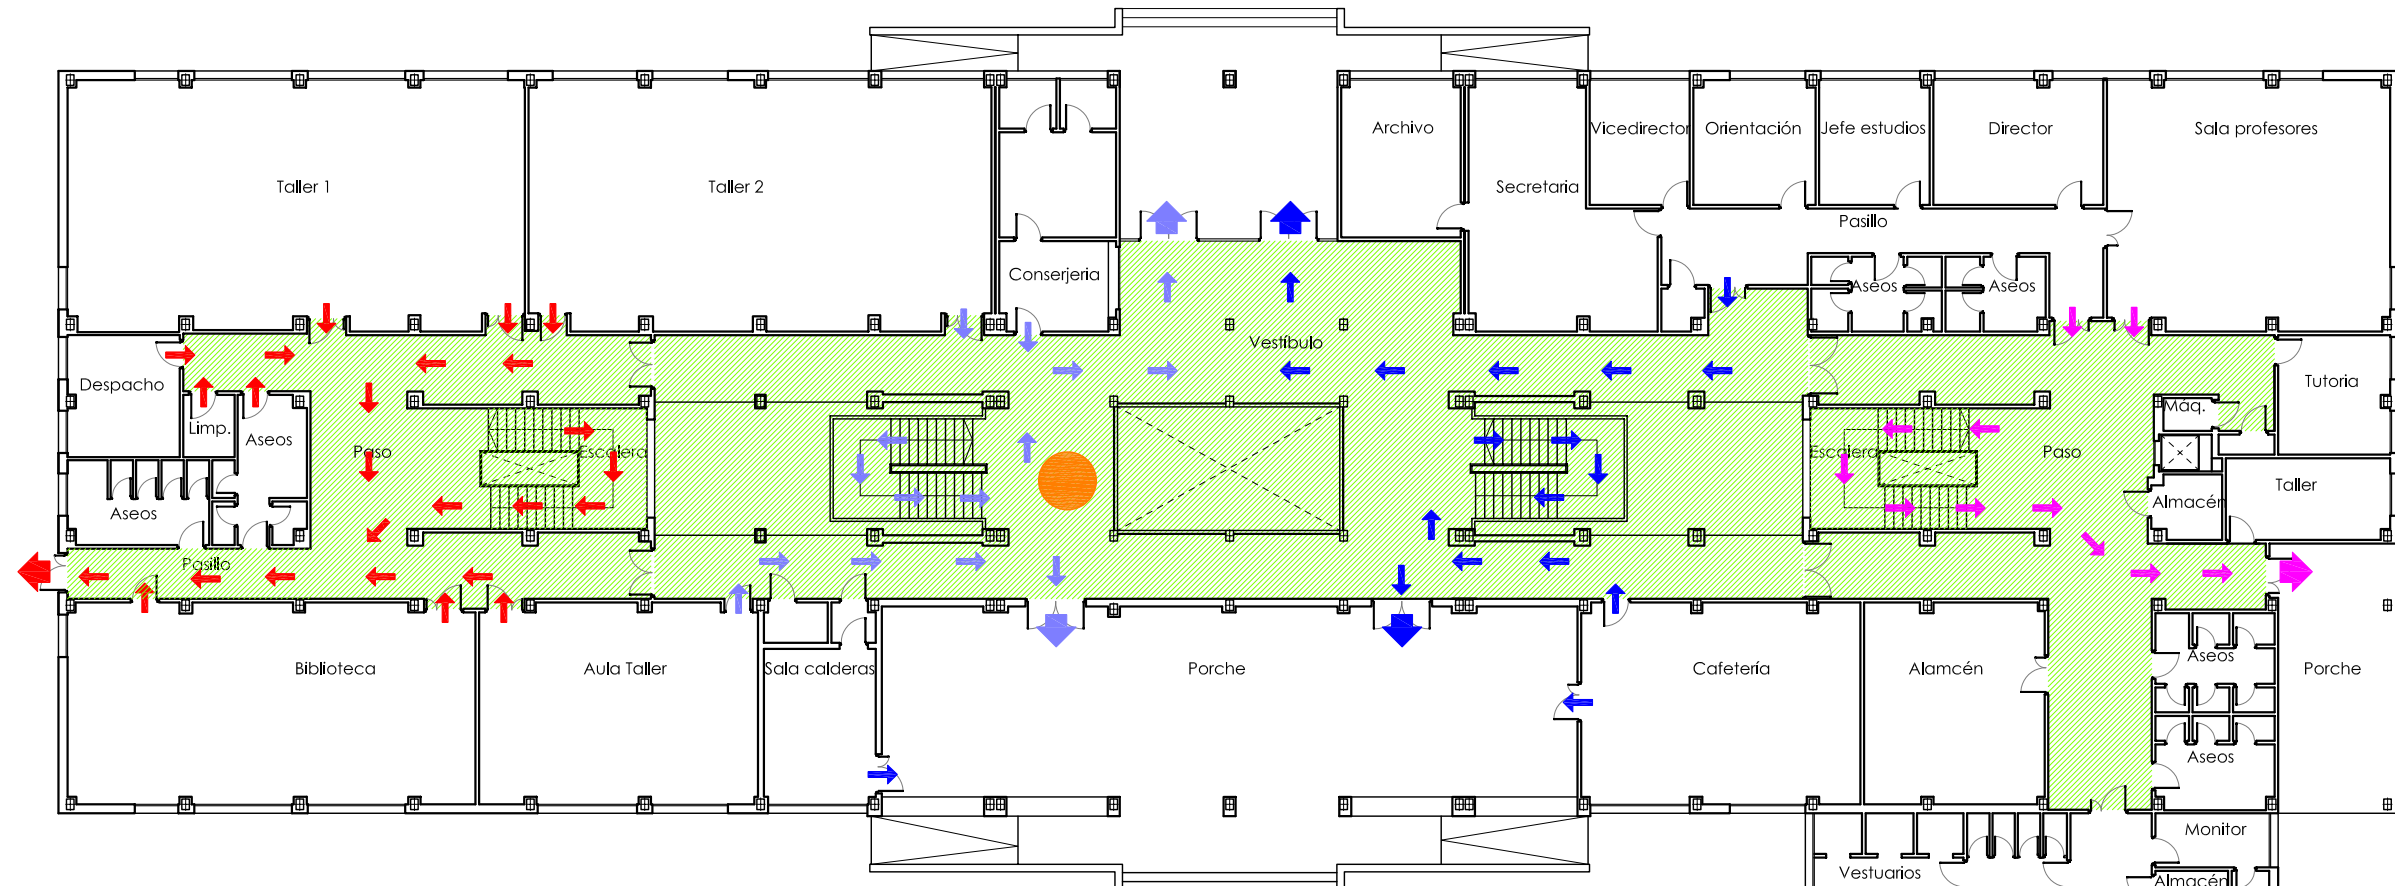 Archivo
Vicedirector
Orientación
Jefe estudios
Director
Sala profesores
Taller 1
Taller 2
Secretaria
Pasillo
Conserjeria
Aseos
Aseos
Vestíbulo
Despacho
Tutoria
Máq.
Limp.
Aseos
Paso
Escalera
Escalera
Paso
Taller
Almacén
Aseos
Pasillo
Biblioteca
Aula Taller
Sala calderas
Porche
Cafetería
Alamcén
Aseos
Porche
Aseos
Monitor
Vestuarios
Almacén